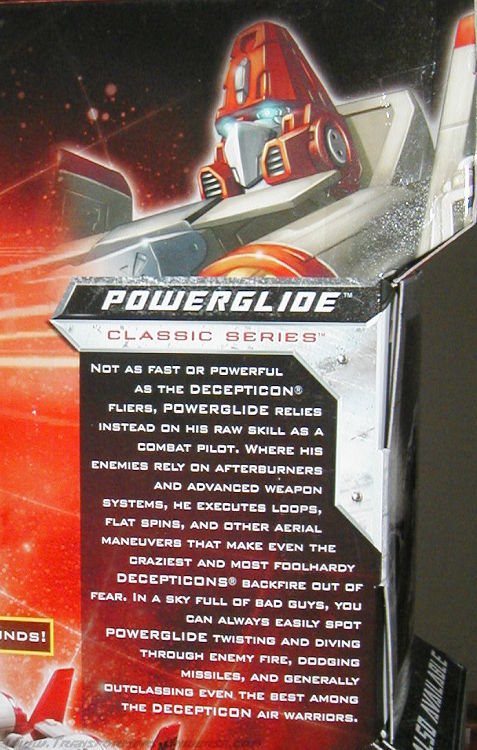 POWERGLIDE™
CLASSIC SERIES™
NOT AS FAST OR POWERFUL
AS THE DECEPTICON®
FLIERS, POWERGLIDE RELIES
INSTEAD ON HIS RAW SKILL AS A
COMBAT PILOT. WHERE HIS
ENEMIES RELY ON AFTERBURNERS
AND ADVANCED WEAPON
SYSTEMS, HE EXECUTES LOOPS,
FLAT SPINS, AND OTHER AERIAL
MANEUVERS THAT MAKE EVEN THE
CRAZIEST AND MOST FOOLHARDY
DECEPTICONS® BACKFIRE OUT OF
FEAR. IN A SKY FULL OF BAD GUYS, YOU
CAN ALWAYS EASILY SPOT
POWERGLIDE TWISTING AND DIVING
THROUGH ENEMY FIRE, DODGING
MISSILES, AND GENERALLY
OUTCLASSING EVEN THE BEST AMONG
THE DECEPTICON AIR WARRIORS.
NDS!
AVAILABLE